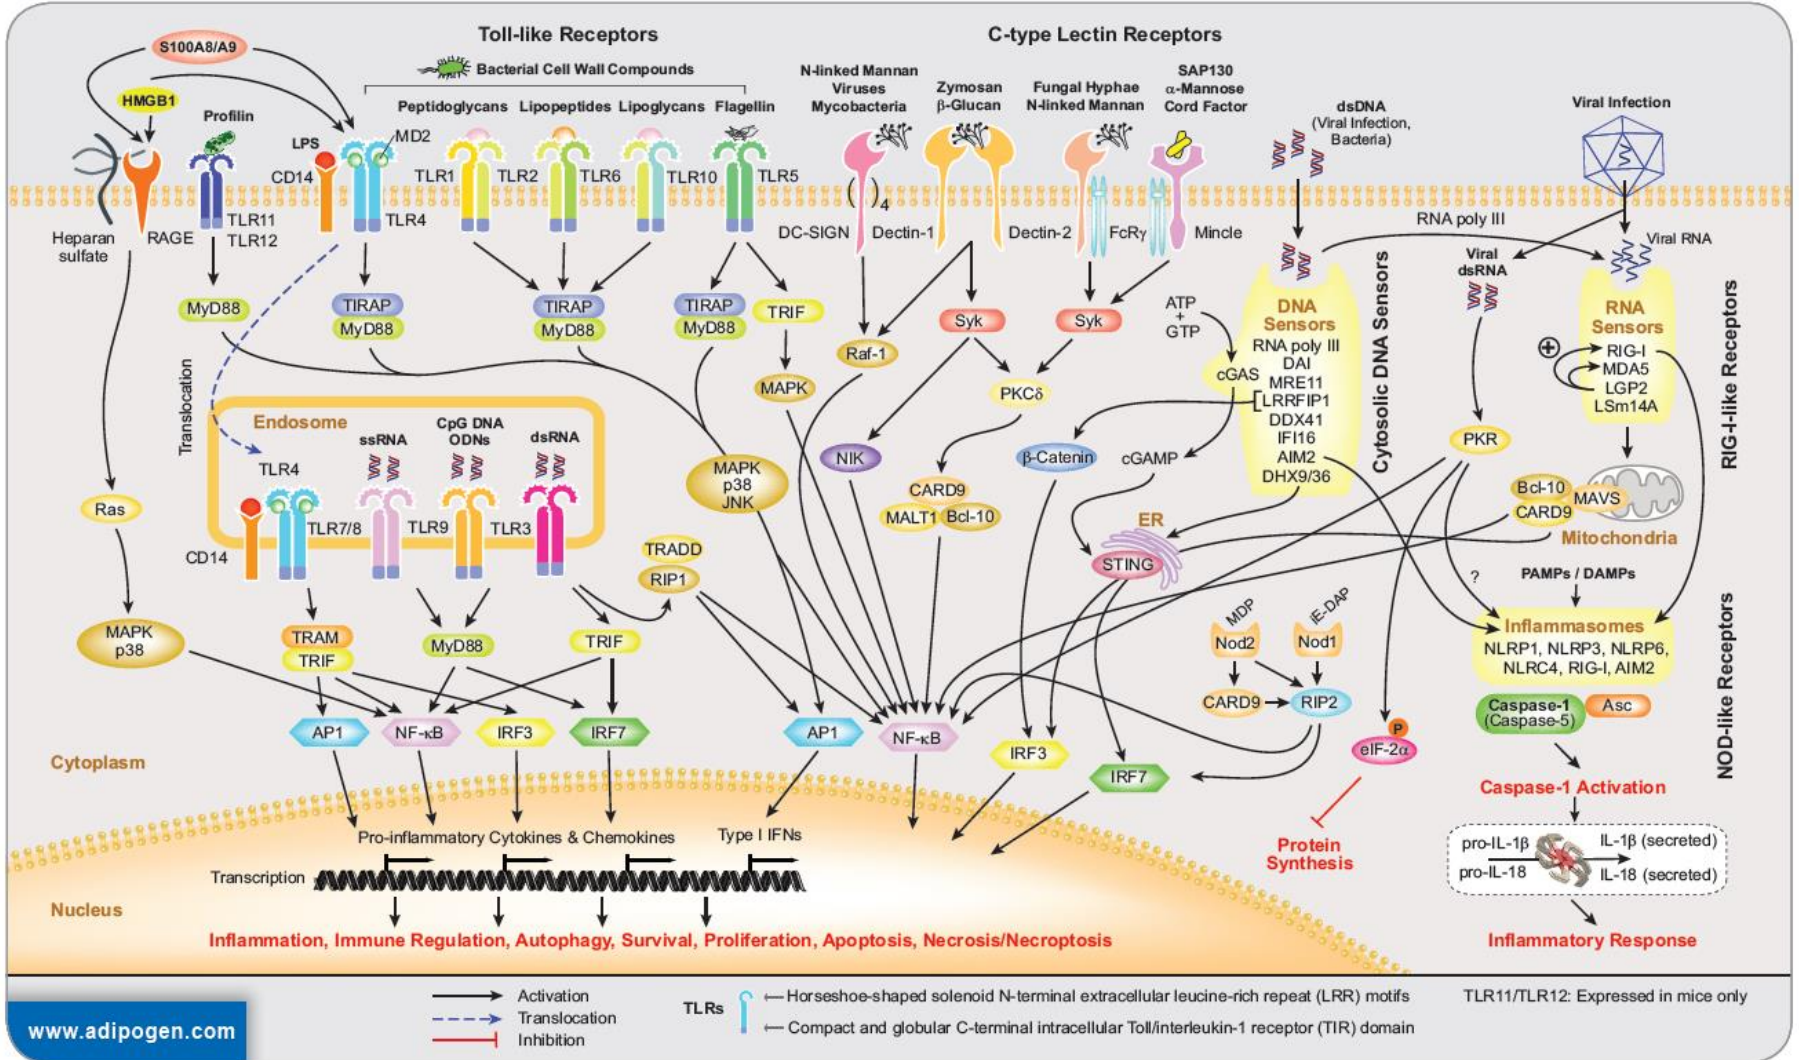 Toll-like Receptors
C-type Lectin Receptors
S100A8/A9
HMGB1
Bacterial Cell Wall Compounds
Profilin
LPS
MD2
Peptidoglycans
Lipopeptides
Lipoglycans
Flagellin
N-linked Mannan
Viruses
Mycobacteria
Zymosan
β-Glucan
Fungal Hyphae
N-linked Mannan
SAP130
α-Mannose
Cord Factor
dsDNA
(Viral Infection,
Bacteria)
Viral Infection
CD14
TLR1
TLR2
TLR6
TLR10
TLR5
Heparan
sulfate
RAGE
TLR11
TLR12
TLR4
4
DC-SIGN
Dectin-1
Dectin-2
FcRγ
Mincle
RNA poly III
Viral RNA
Viral
dsRNA
MyD88
TIRAP
MyD88
TIRAP
MyD88
TIRAP
MyD88
TRIF
MAPK
Raf-1
Syk
Syk
PKCδ
ATP
+
GTP
cGAS
DNA
Sensors
RNA poly III
DAI
MRE11
LRRFIP1
DDX41
IFI16
AIM2
DHX9/36
Cytosolic DNA Sensors
RNA
Sensors
RIG-I
MDA5
LGP2
LSm14A
+
RIG-I-like Receptors
Translocation
Endosome
ssRNA
CpG DNA
ODNs
dsRNA
TLR4
TLR7/8
TLR9
TLR3
CD14
MAPK
p38
JNK
NIK
CARD9
MALT1
Bcl-10
β-Catenin
cGAMP
ER
STING
PKR
Bcl-10
CARD9
MAVS
Mitochondria
Ras
TRADD
RIP1
MAPK
p38
TRAM
TRIF
MyD88
TRIF
MDP
iE-DAP
Nod2
Nod1
CARD9
RIP2
?
PAMPs / DAMPs
Inflammasomes
NLRP1, NLRP3, NLRP6,
NLRC4, RIG-I, AIM2
Caspase-1
(Caspase-5)
Asc
NOD-like Receptors
AP1
NF-κB
IRF3
IRF7
AP1
NF-κB
IRF3
IRF7
P
eIF-2α
Cytoplasm
Caspase-1 Activation
Protein
Synthesis
pro-IL-1β
pro-IL-18
IL-1β (secreted)
IL-18 (secreted)
Pro-inflammatory Cytokines & Chemokines
Type I IFNs
Transcription
Nucleus
Inflammation, Immune Regulation, Autophagy, Survival, Proliferation, Apoptosis, Necrosis/Necroptosis
Inflammatory Response
www.adipogen.com
Activation
Translocation
Inhibition
TLRs
Horseshoe-shaped solenoid N-terminal extracellular leucine-rich repeat (LRR) motifs
Compact and globular C-terminal intracellular Toll/interleukin-1 receptor (TIR) domain
TLR11/TLR12: Expressed in mice only